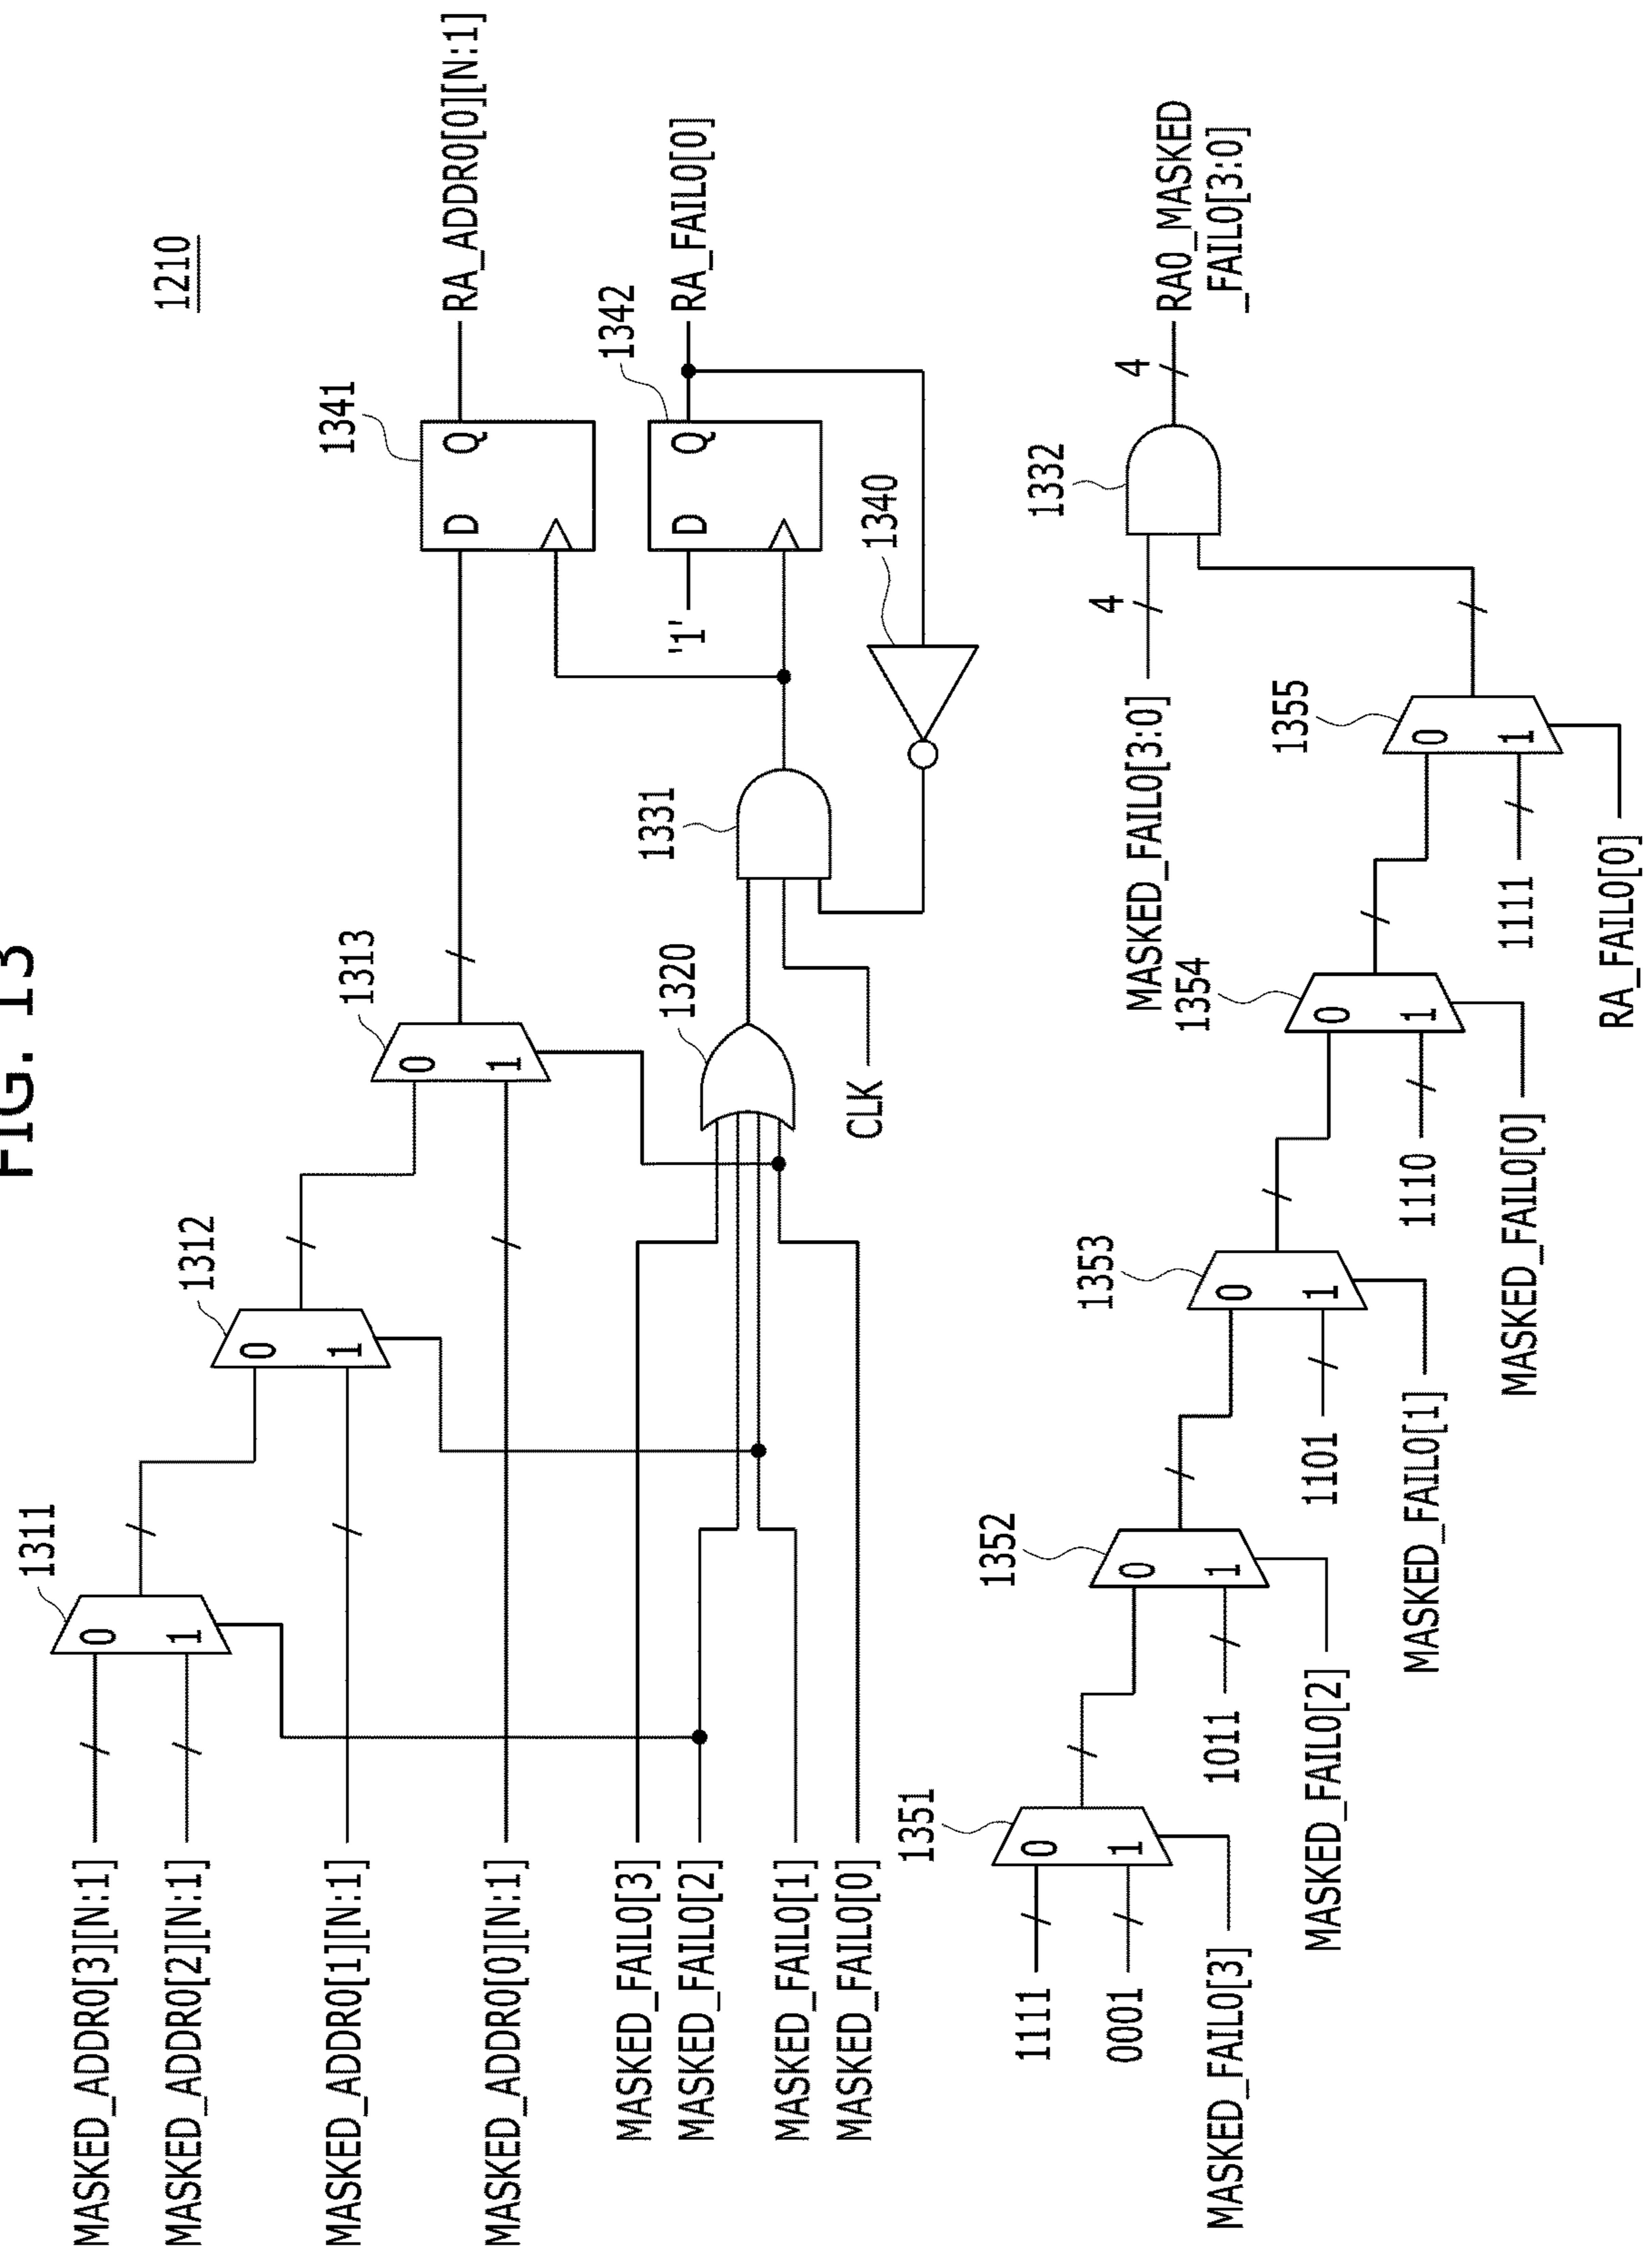 FIG. 13
1210
MASKED_ADDR0[3][N:1]
MASKED_ADDR0[2][N:1]
MASKED_ADDR0[1][N:1]
MASKED_ADDR0[0][N:1]
1311
0
1
1312
0
1
1313
0
1
1341
D
Q
RA_ADDR0[0][N:1]
MASKED_FAIL0[3]
MASKED_FAIL0[2]
MASKED_FAIL0[1]
MASKED_FAIL0[0]
1320
CLK
1331
'1'
1342
D
Q
RA_FAIL0[0]
1340
1351
1111
0
0001
1
MASKED_FAIL0[3]
1352
0
1011
1
MASKED_FAIL0[2]
1353
0
1101
1
MASKED_FAIL0[1]
1354
0
1110
1
MASKED_FAIL0[0]
1355
0
1111
1
RA_FAIL0[0]
MASKED_FAIL0[3:0]
4
1332
4
RA0_MASKED
_FAIL0[3:0]